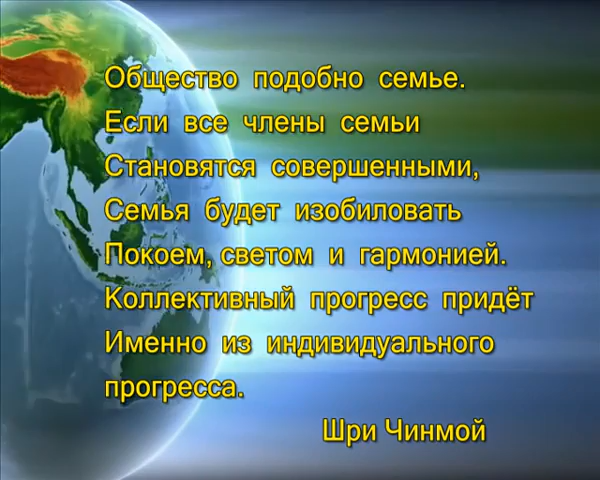 Общество подобно семье.
Если все члены семьи
Становятся совершенными,
Семья будет изобиловать
Покоем, светом и гармонией.
Коллективный прогресс придёт
Именно из индивидуального
прогресса.
Шри Чинмой